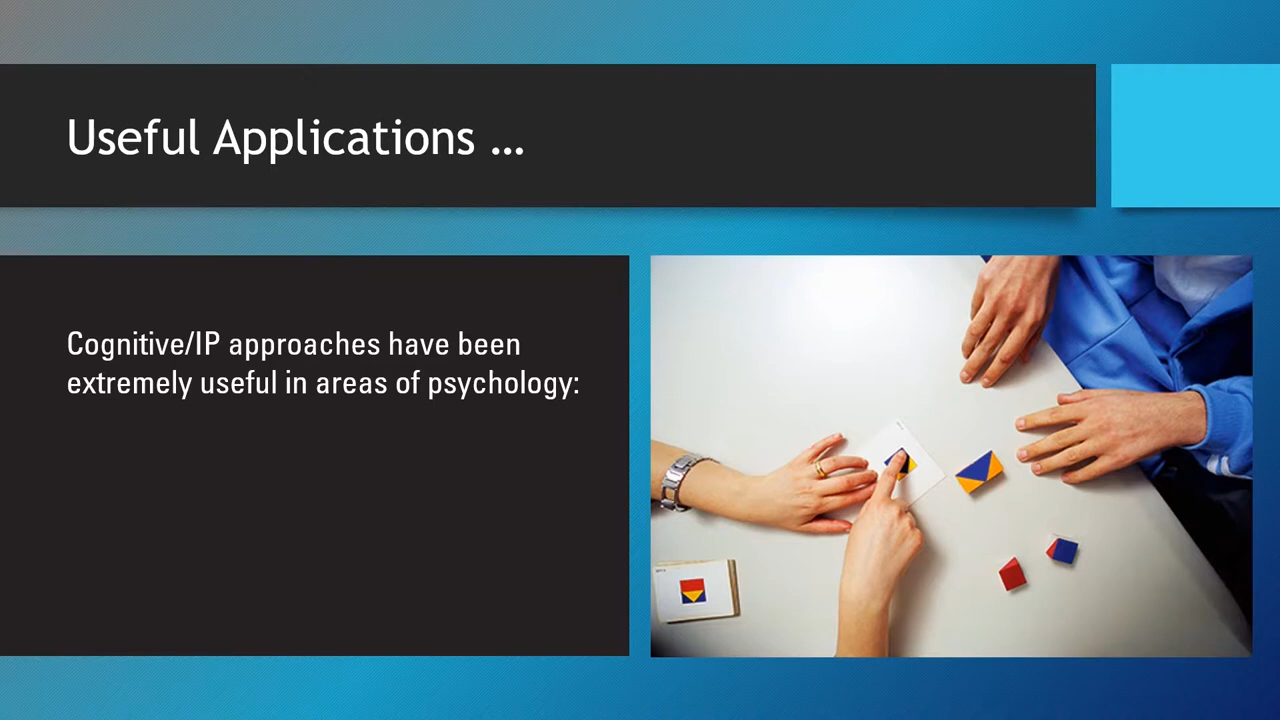 Useful Applications …
Cognitive/IP approaches have been
extremely useful in areas of psychology: